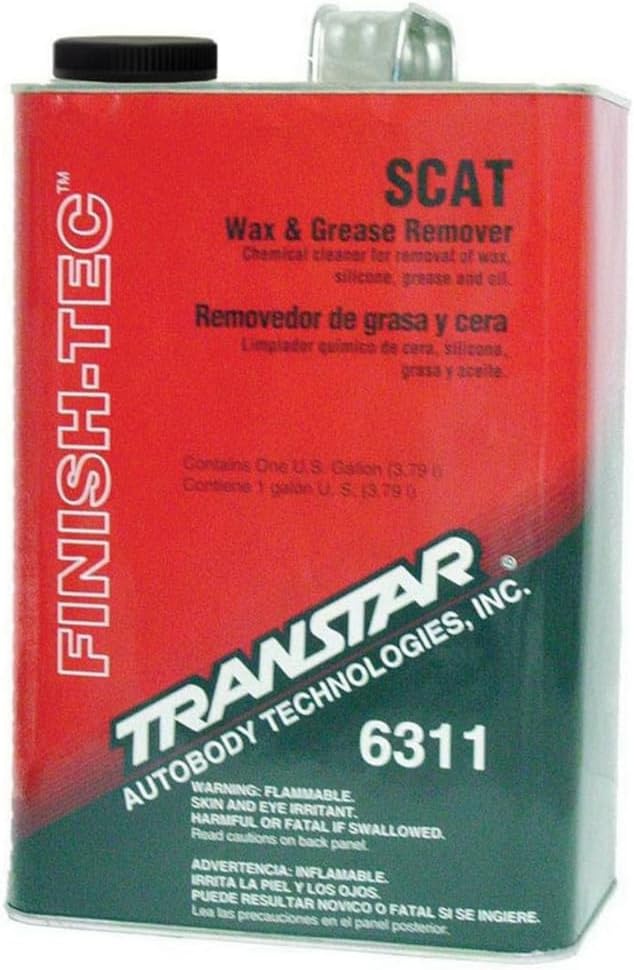 SCAT
Wax & Grease Remover
Chemical cleaner for removal of wax,
silicone, grease and oil.
Removedor de grasa y cera
Limpiador químico de cera, silicone,
grasa y aceite.
Contains One U.S. Gallon (3.79 l)
Contiene 1 galón U. S. (3.79 l)
FINISH-TEC™
TRANSTAR®
AUTOBODY TECHNOLOGIES, INC.
6311
WARNING: FLAMMABLE.
SKIN AND EYE IRRITANT.
HARMFUL OR FATAL IF SWALLOWED.
Read cautions on back panel.
ADVERTENCIA: INFLAMABLE.
IRRITA LA PIEL Y LOS OJOS.
PUEDE RESULTAR NOVICO O FATAL SI SE INGIERE.
Lea las precauciones en el panel posterior.